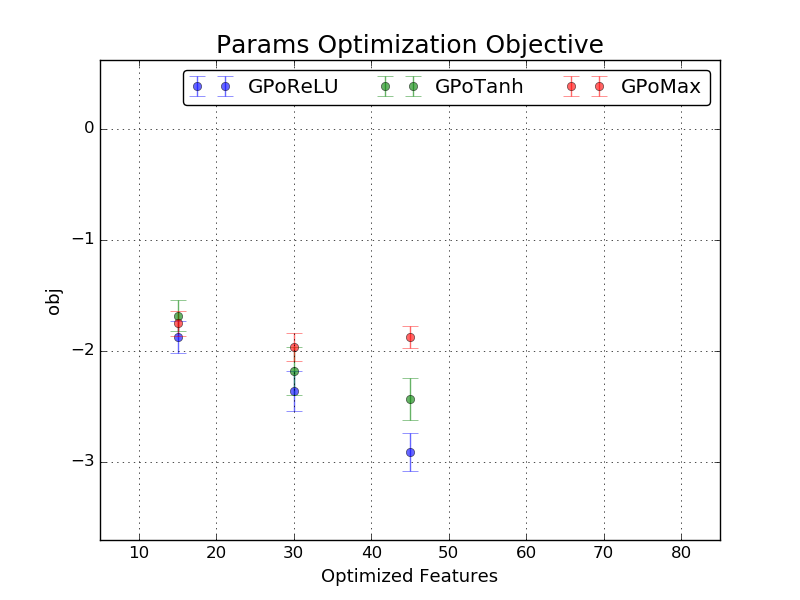 Params Optimization Objective
GPoReLU GPoTanh GPoMax
0
−1
−2
−3
obj
10 20 30 40 50 60 70 80
Optimized Features